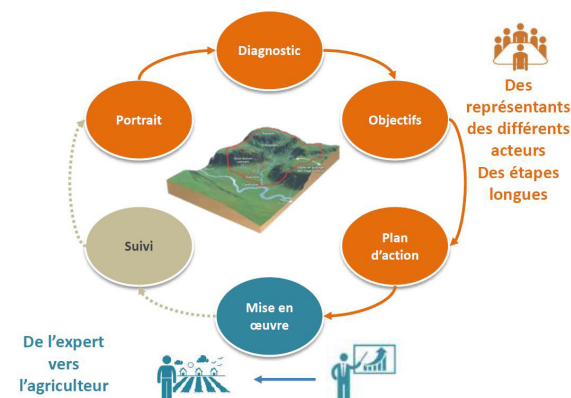 Diagnostic
Portrait
Objectifs
Des
représentants
des différents
acteurs
Des étapes
longues
Suivi
Plan
d'action
Mise en
œuvre
De l'expert
vers
l'agriculteur